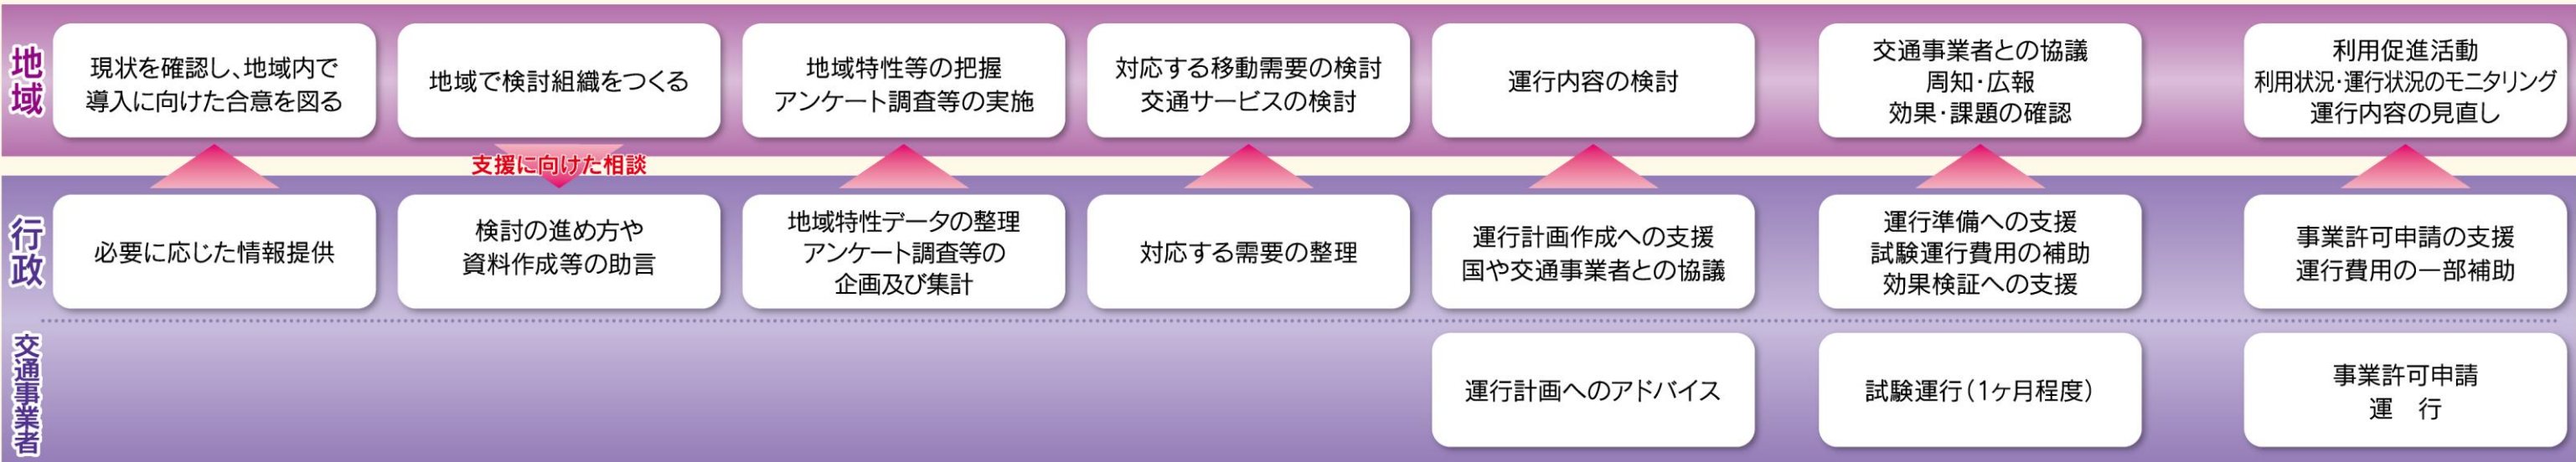 地域
現状を確認し、地域内で
導入に向けた合意を図る
地域で検討組織をつくる
地域特性等の把握
アンケート調査等の実施
対応する移動需要の検討
交通サービスの検討
運行内容の検討
交通事業者との協議
周知・広報
効果・課題の確認
利用促進活動
利用状況・運行状況のモニタリング
運行内容の見直し
支援に向けた相談
行政
必要に応じた情報提供
検討の進め方や
資料作成等の助言
地域特性データの整理
アンケート調査等の
企画及び集計
対応する需要の整理
運行計画作成への支援
国や交通事業者との協議
運行準備への支援
試験運行費用の補助
効果検証への支援
事業許可申請の支援
運行費用の一部補助
交通事業者
運行計画へのアドバイス
試験運行(1ヶ月程度)
事業許可申請
運　行